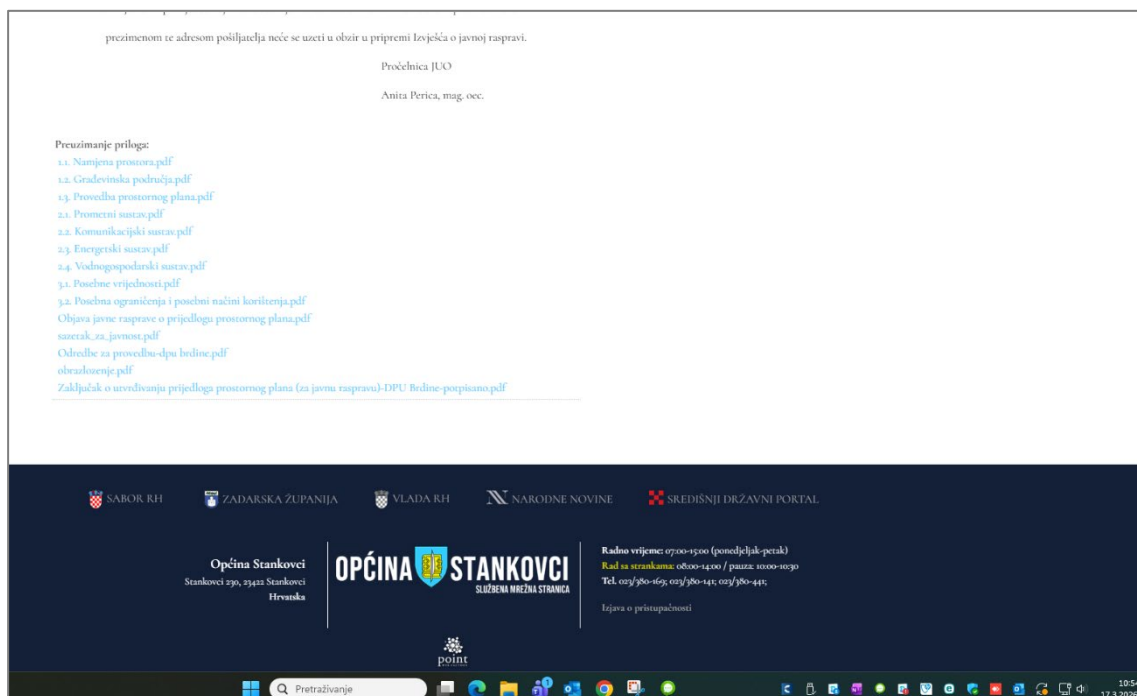 prezimenom te adresom pošiljatelja neće se uzeti u obzir u pripremi Izvješća o javnoj raspravi.
Pročelnica JUO
Anita Perica, mag. oec.
Preuzimanje priloga:
1.1. Namjena prostora.pdf
1.2. Građevinska područja.pdf
1.3. Provedba prostornog plana.pdf
2.1. Prometni sustav.pdf
2.2. Komunikacijski sustav.pdf
2.3. Energetski sustav.pdf
2.4. Vodnogospodarski sustav.pdf
3.1. Posebne vrijednosti.pdf
3.2. Posebna ograničenja i posebni načini korištenja.pdf
Objava javne rasprave o prijedlogu prostornog plana.pdf
sazetak_za_javnost.pdf
Odredbe za provedbu-dpu brdine.pdf
obrazlozenje.pdf
Zaključak o utvrđivanju prijedloga prostornog plana (za javnu raspravu)-DPU Brdine-potpisano.pdf
SABOR RH ZADARSKA ŽUPANIJA VLADA RH NARODNE NOVINE SREDIŠNJI DRŽAVNI PORTAL
Općina Stankovci
Stankovci 230, 23422 Stankovci
Hrvatska
OPĆINA STANKOVCI
SLUŽBENA MREŽNA STRANICA
Radno vrijeme: 07:00-15:00 (ponedjeljak-petak)
Rad sa strankama: 08:00-14:00 / pauza: 10:00-10:30
Tel. 023/380-169; 023/380-141; 023/380-441;
Izjava o pristupačnosti
point
Pretraživanje
10:54
17.3.2026